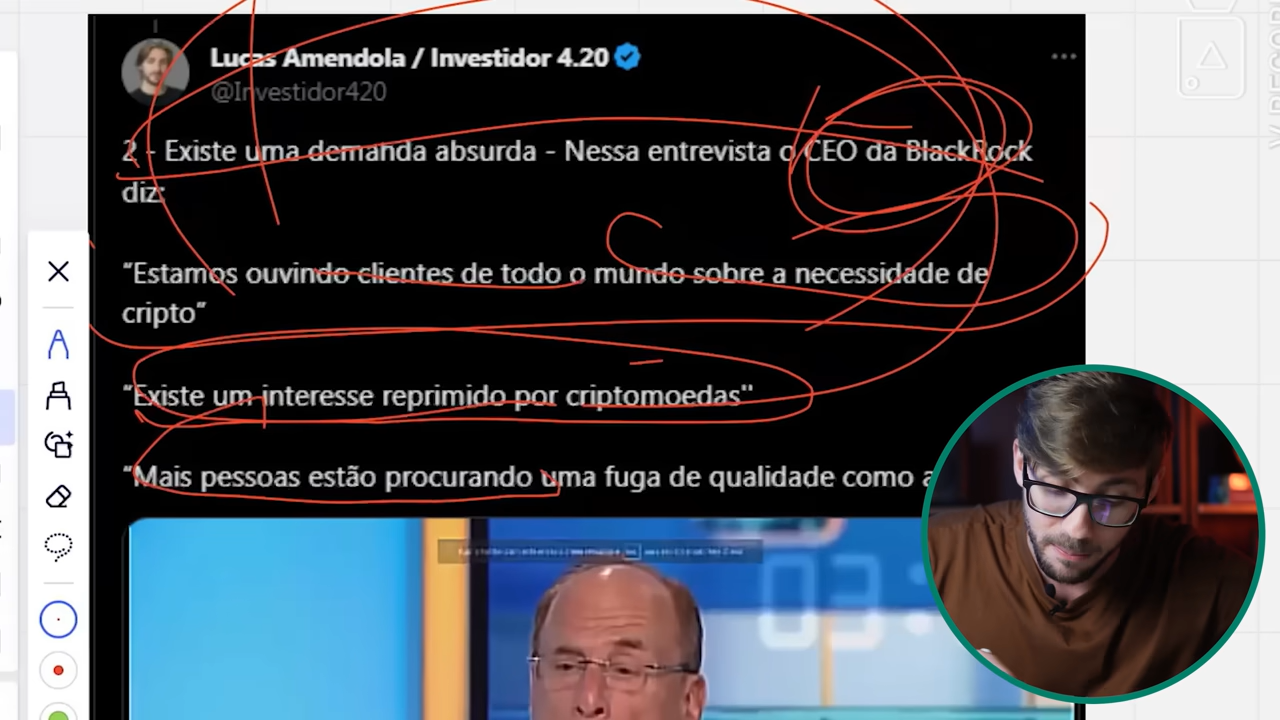 Lucas Amendola / Investidor 4.20
@Investidor420
2 - Existe uma demanda absurda - Nessa entrevista o CEO da BlackRock
diz:
“Estamos ouvindo clientes de todo o mundo sobre a necessidade de
cripto”
“Existe um interesse reprimido por criptomoedas"
“Mais pessoas estão procurando uma fuga de qualidade como a
03: